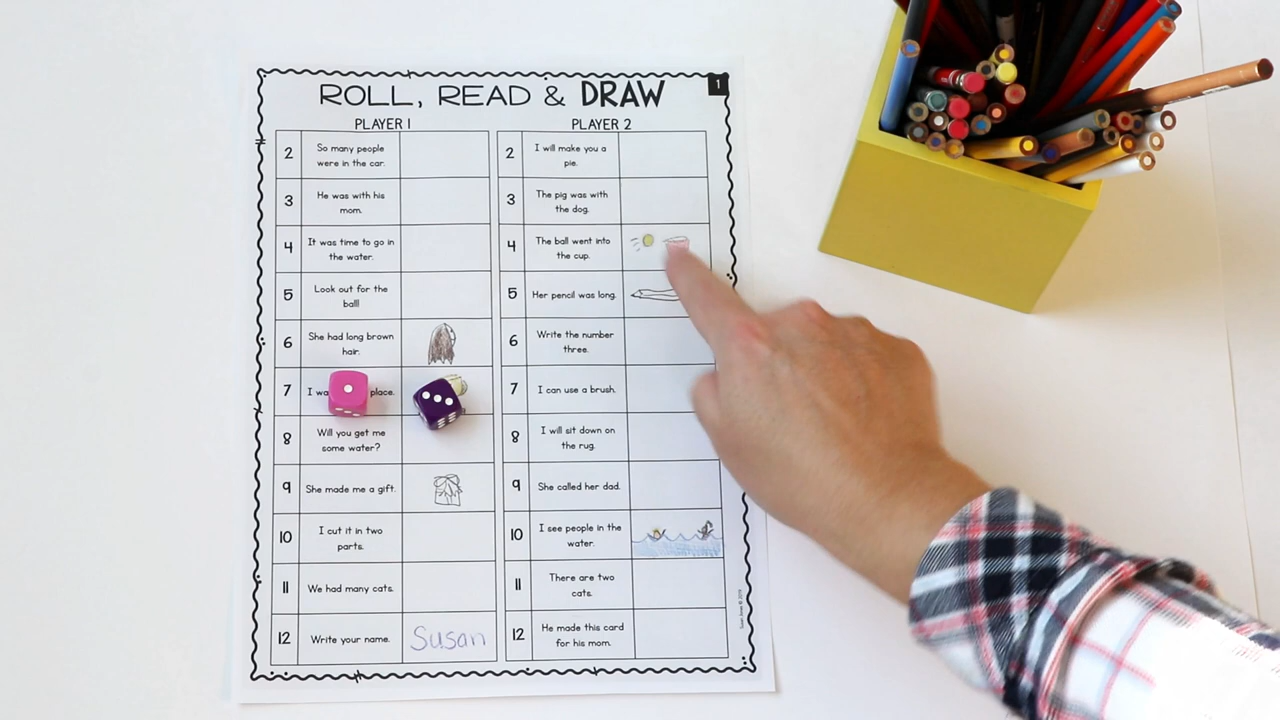 ROLL, READ & DRAW
1
PLAYER 1
PLAYER 2
2
So many people
were in the car.
2
I will make you a
pie.
3
He was with his
mom.
3
The pig was with
the dog.
4
It was time to go in
the water.
4
The ball went into
the cup.
5
Look out for the
ball!
5
Her pencil was long.
6
She had long brown
hair.
6
Write the number
three.
7
I place.
7
I can use a brush.
8
Will you get me
some water?
8
I will sit down on
the rug.
9
She made me a gift.
9
She called her dad.
10
I cut it in two
parts.
10
I see people in the
water.
11
We had many cats.
11
There are two
cats.
12
Write your name.
Susan
12
He made this card
for his mom.